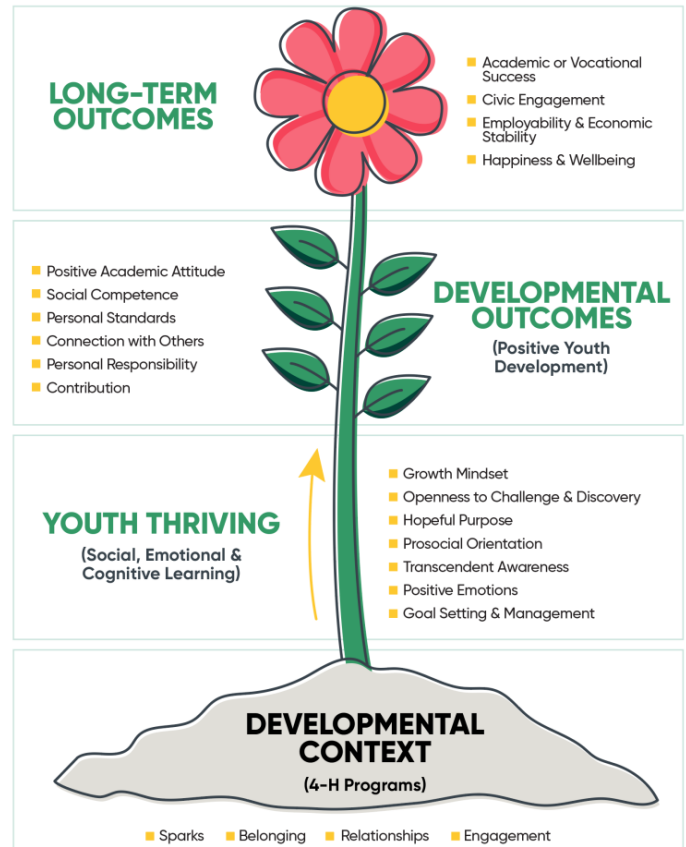 LONG-TERM
OUTCOMES
Academic or Vocational
Success
Civic Engagement
Employability & Economic
Stability
Happiness & Wellbeing
Positive Academic Attitude
Social Competence
Personal Standards
Connection with Others
Personal Responsibility
Contribution
DEVELOPMENTAL
OUTCOMES
(Positive Youth
Development)
YOUTH THRIVING
(Social, Emotional &
Cognitive Learning)
Growth Mindset
Openness to Challenge & Discovery
Hopeful Purpose
Prosocial Orientation
Transcendent Awareness
Positive Emotions
Goal Setting & Management
DEVELOPMENTAL
CONTEXT
(4-H Programs)
Sparks Belonging Relationships Engagement